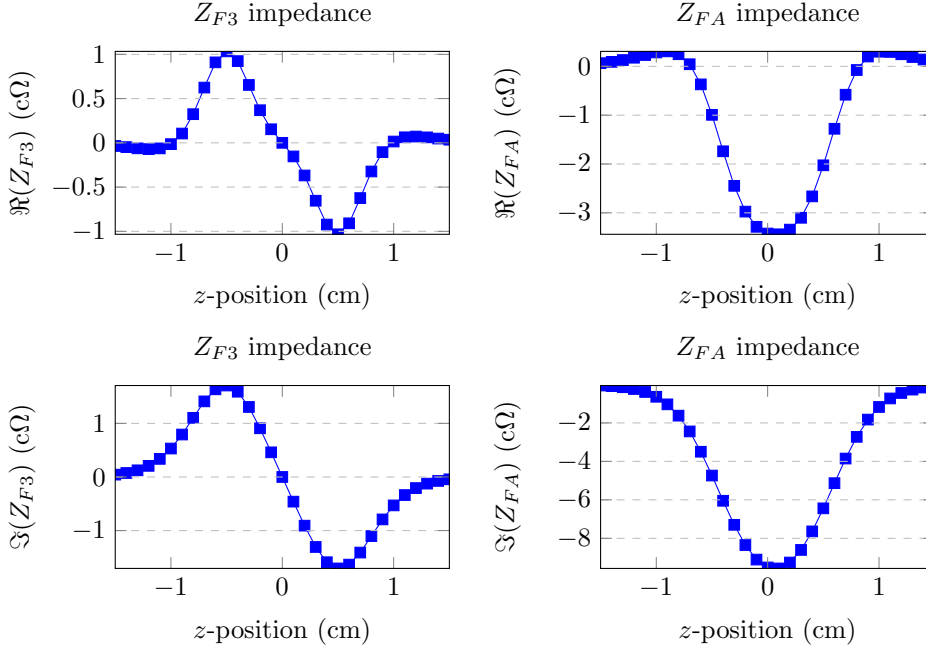 Z_{F3} impedance
1
0.5
0
−0.5
−1
ℜ(Z_{F3}) (cΩ)
−1 0 1
z-position (cm)
Z_{FA} impedance
0
−1
−2
−3
ℜ(Z_{FA}) (cΩ)
−1 0 1
z-position (cm)
Z_{F3} impedance
1
0
−1
ℑ(Z_{F3}) (cΩ)
−1 0 1
z-position (cm)
Z_{FA} impedance
−2
−4
−6
−8
ℑ(Z_{FA}) (cΩ)
−1 0 1
z-position (cm)